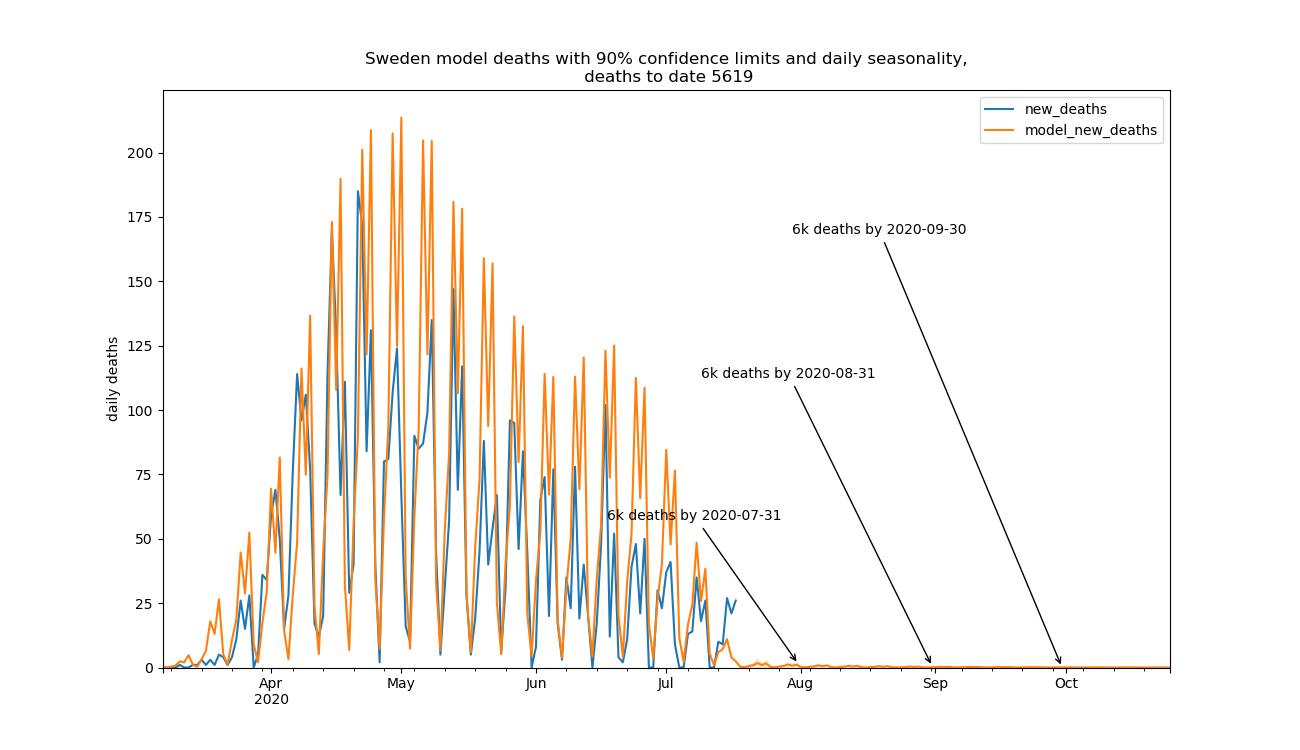 Sweden model deaths with 90% confidence limits and daily seasonality,
deaths to date 5619
new_deaths
model_new_deaths
daily deaths
200
175
150
125
100
75
50
25
0
6k deaths by 2020-09-30
6k deaths by 2020-08-31
6k deaths by 2020-07-31
Apr
2020
May
Jun
Jul
Aug
Sep
Oct